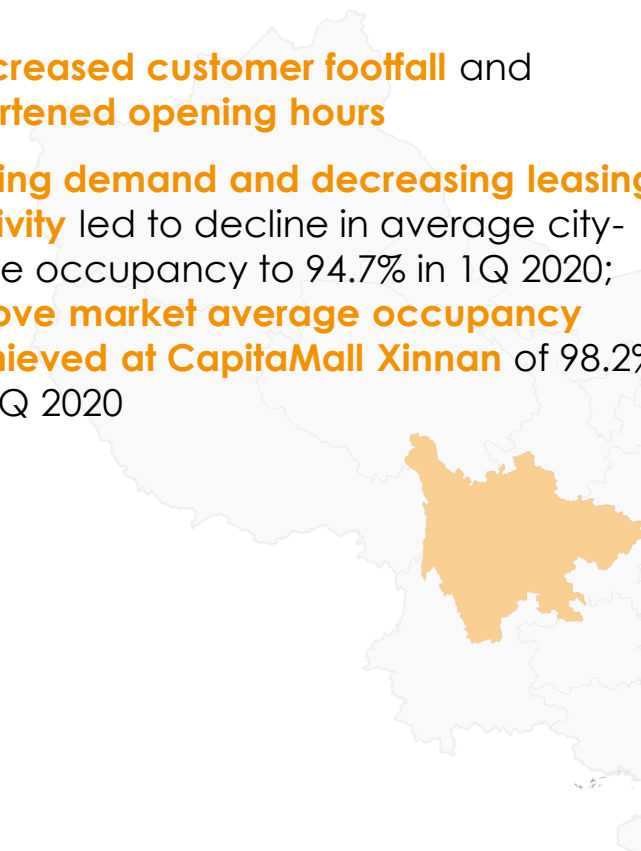 creased customer footfall and
rtened opening hours
ing demand and decreasing leasing
ivity led to decline in average city-
e occupancy to 94.7% in 1Q 2020;
ove market average occupancy
hieved at CapitaMall Xinnan of 98.2%
Q 2020